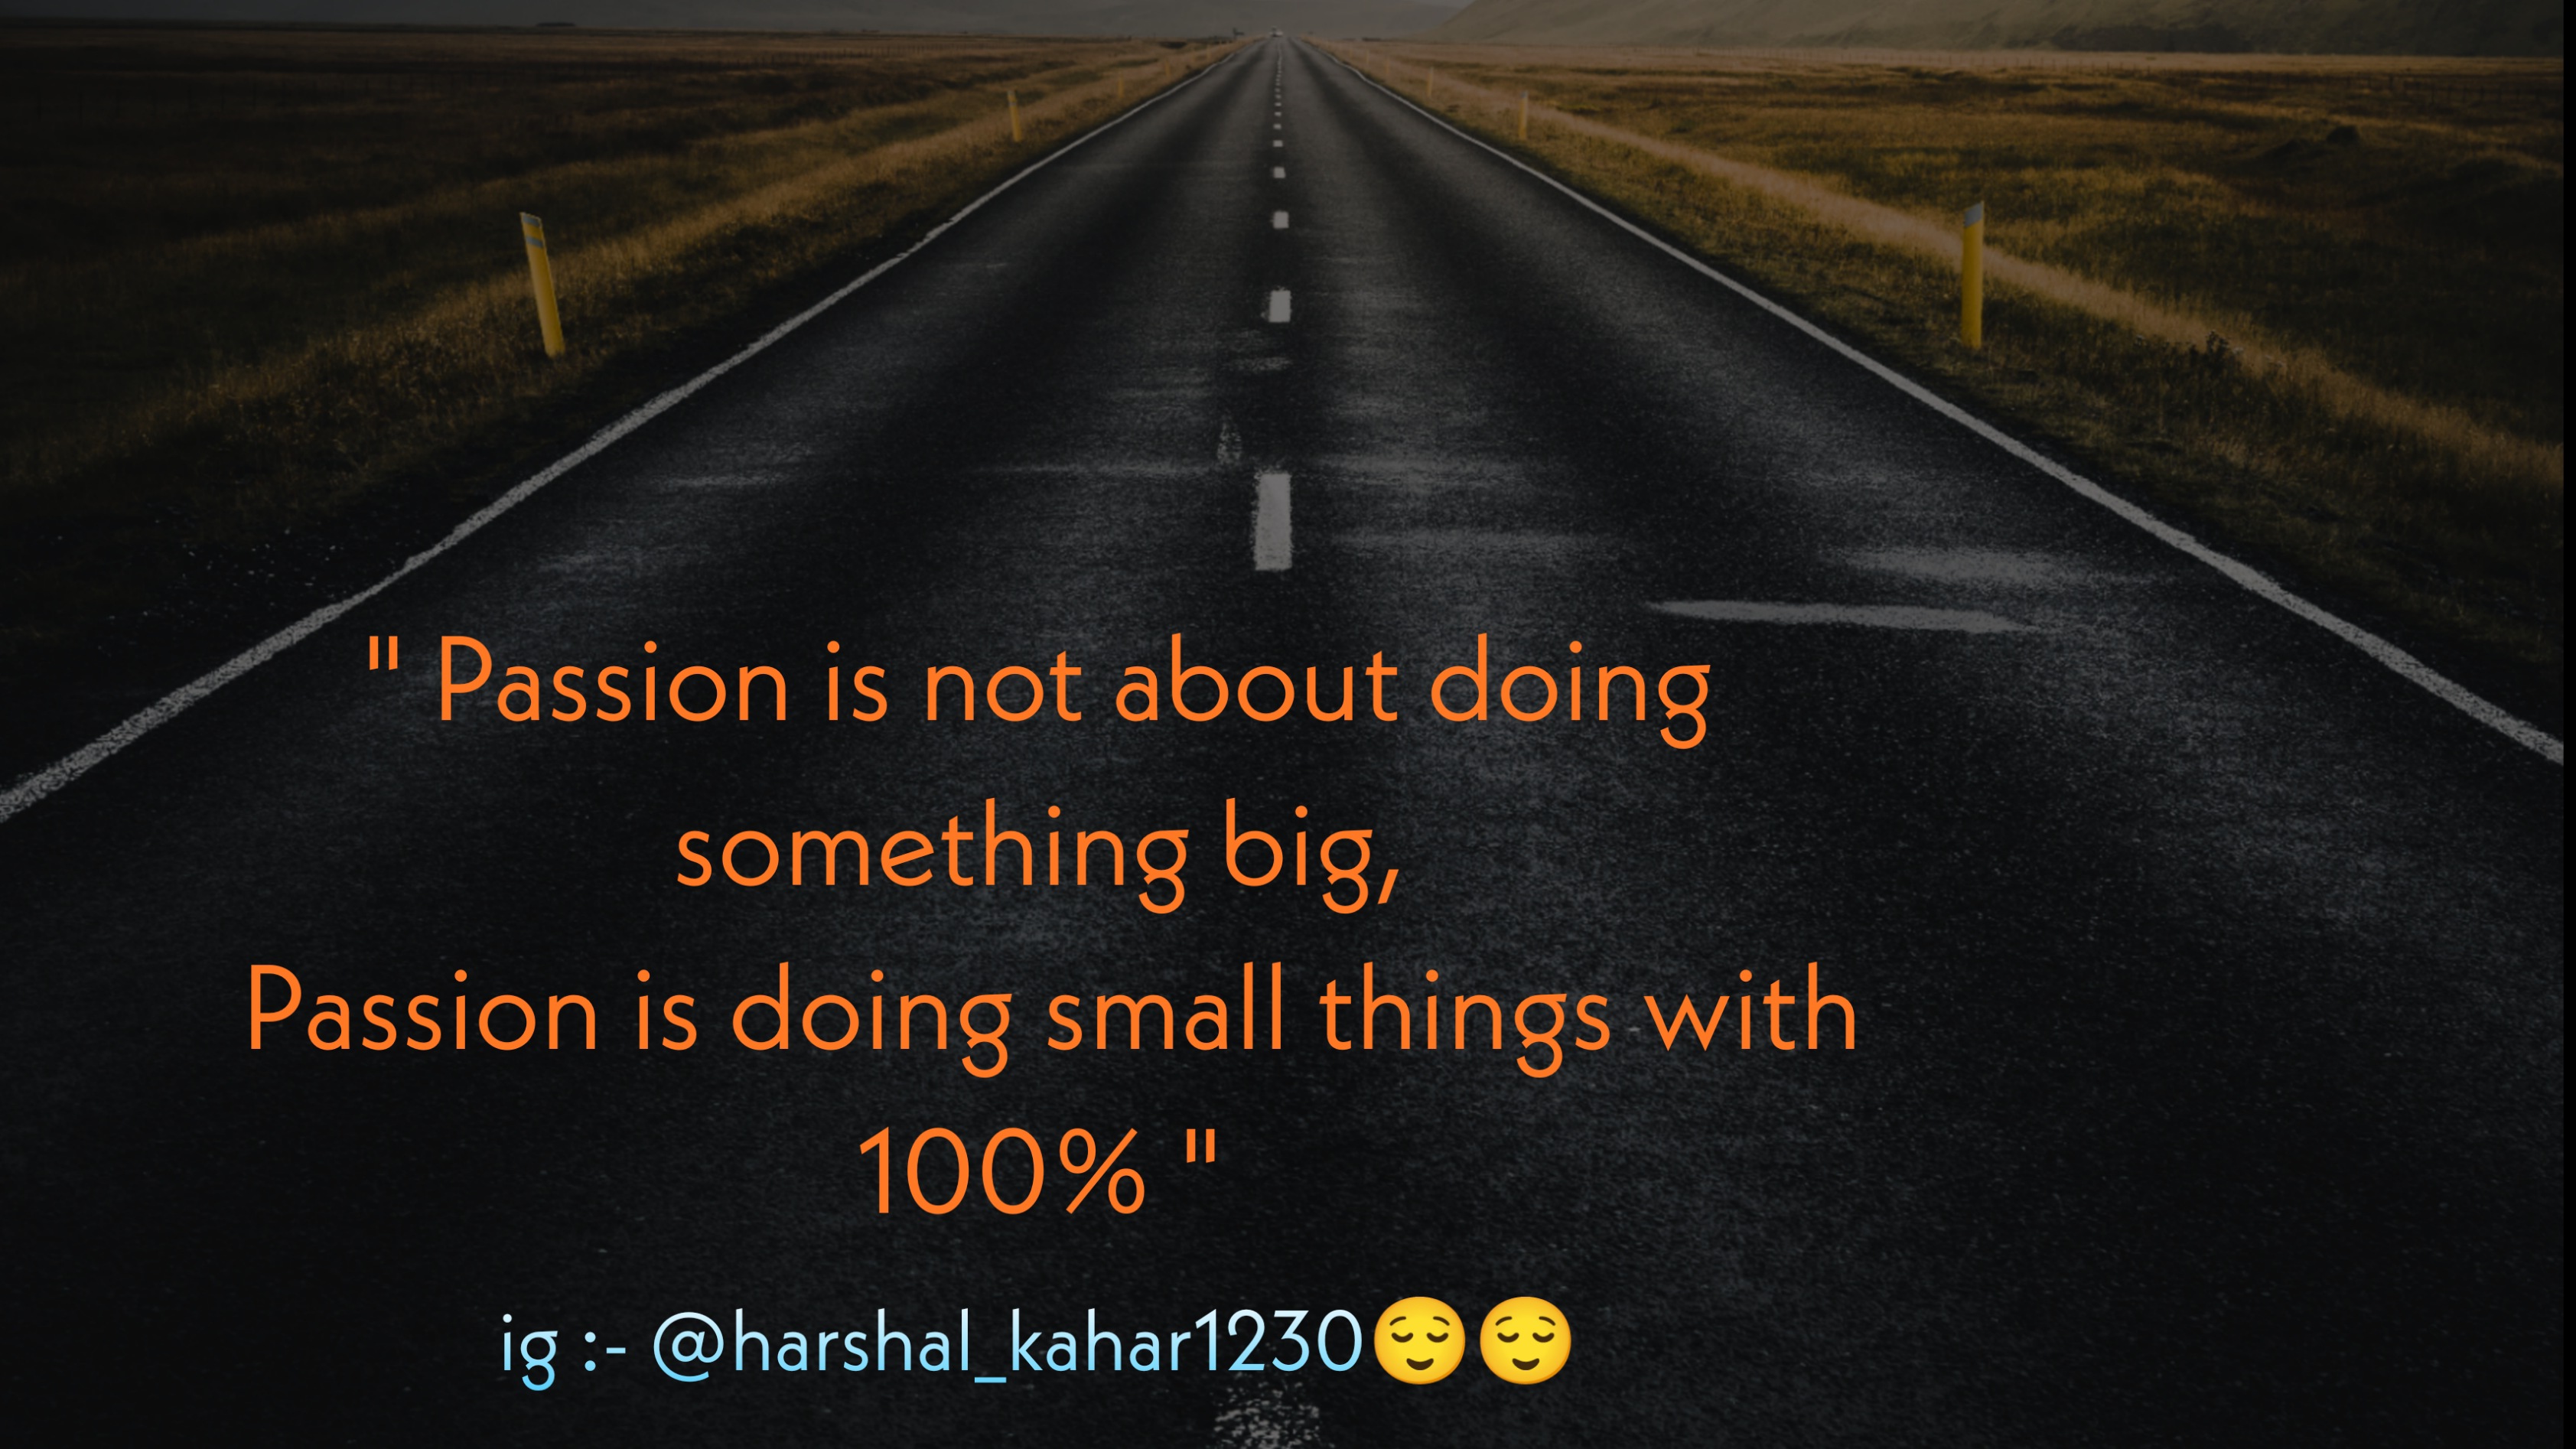 " Passion is not about doing
something big,
Passion is doing small things with
100% "
ig :- @harshal_kahar1230😌😌